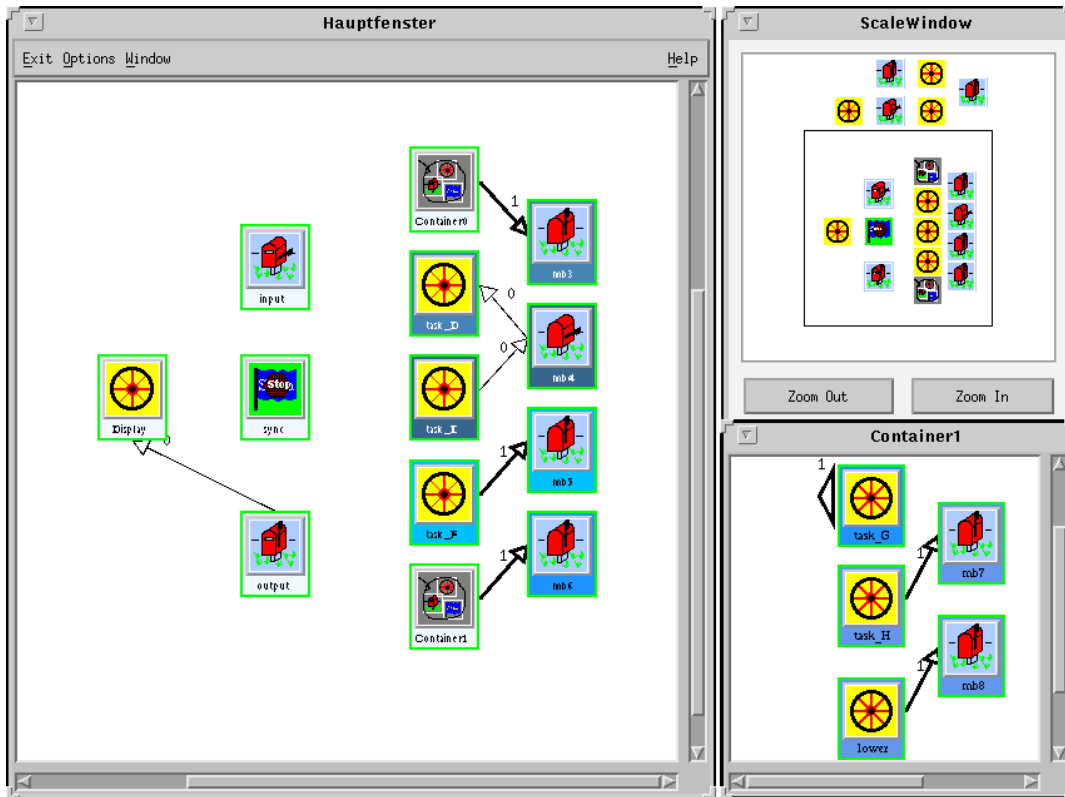 Hauptfenster
Exit Options Window Help
Container0
1
mb3
input
task_D
0
mb4
0
Display
0
Stop
sync
task_E
1
mb5
task_F
output
1
mb6
Container1
ScaleWindow
Zoom Out
Zoom In
Container1
1
task_G
mb7
1
task_H
mb8
1
lower